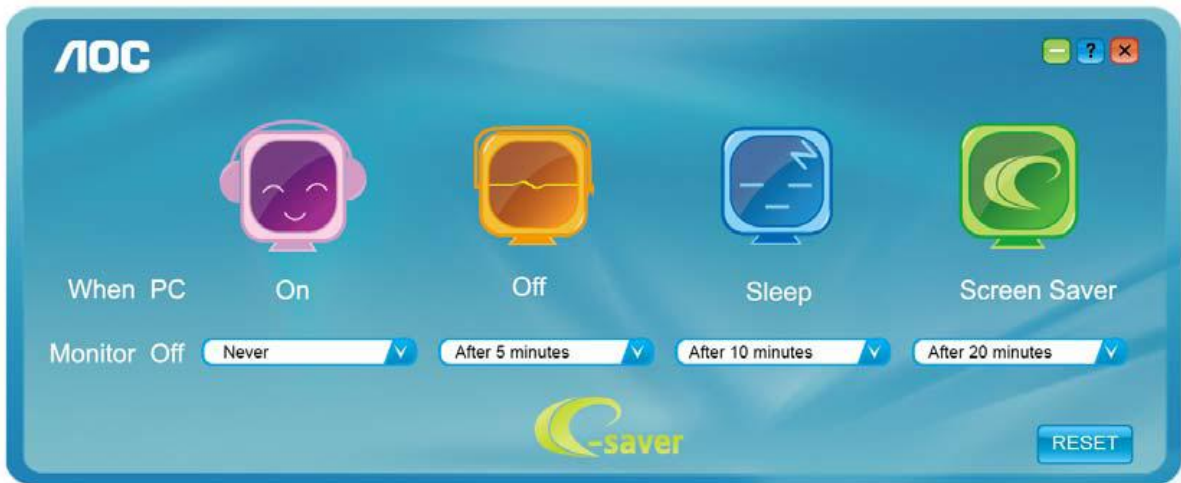 AOC
?
When PC On Off Sleep Screen Saver
Monitor Off Never After 5 minutes After 10 minutes After 20 minutes
e-saver
RESET